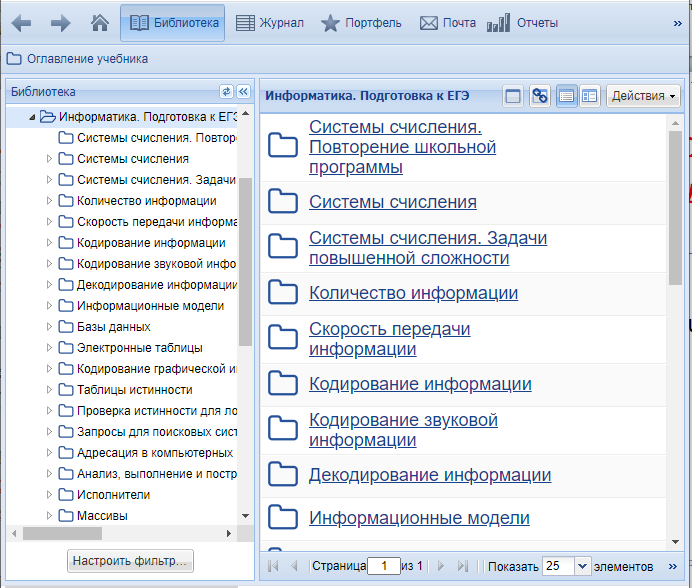 Библиотека Журнал Портфель Почта Отчеты »
Оглавление учебника
Библиотека
Информатика. Подготовка к ЕГЭ
Системы счисления. Повторе
Системы счисления
Системы счисления. Задачи
Количество информации
Скорость передачи информа
Кодирование информации
Кодирование звуковой инфо
Декодирование информации
Информационные модели
Базы данных
Электронные таблицы
Кодирование графической и
Таблицы истинности
Проверка истинности для ло
Запросы для поисковых сист
Адресация в компьютерных
Анализ, выполнение и постр
Исполнители
Массивы
Настроить фильтр...
Информатика. Подготовка к ЕГЭ Действия
Системы счисления.
Повторение школьной
программы
Системы счисления
Системы счисления. Задачи
повышенной сложности
Количество информации
Скорость передачи
информации
Кодирование информации
Кодирование звуковой
информации
Декодирование информации
Информационные модели
Страница 1 из 1 Показать 25 элементов »